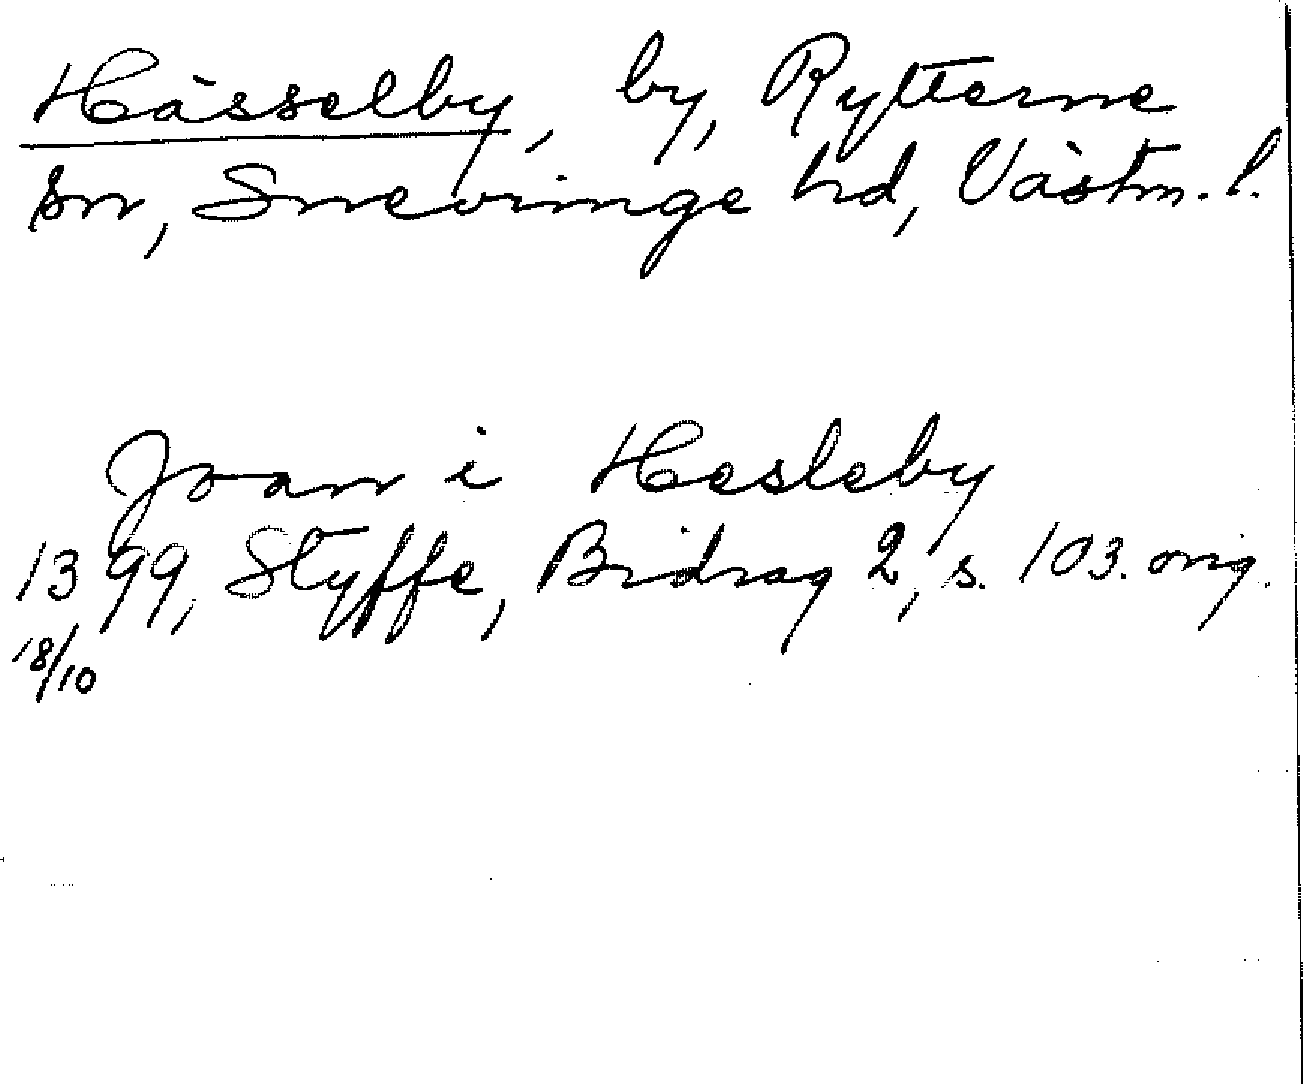 Hässelby, by, Rytterne
sn, Snevringe hd, Västm. l.
Joan i Hesleby
1399, Styffe, Bidrag 2, s. 103. orig.
18/10